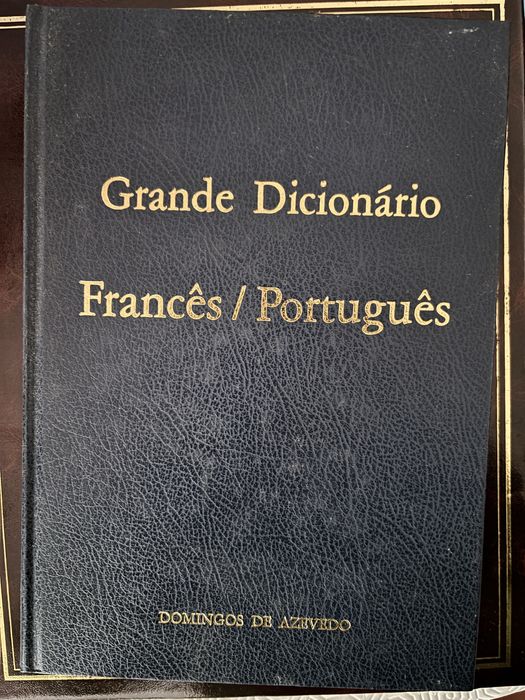 Grande Dicionário
Francês / Português
DOMINGOS DE AZEVEDO